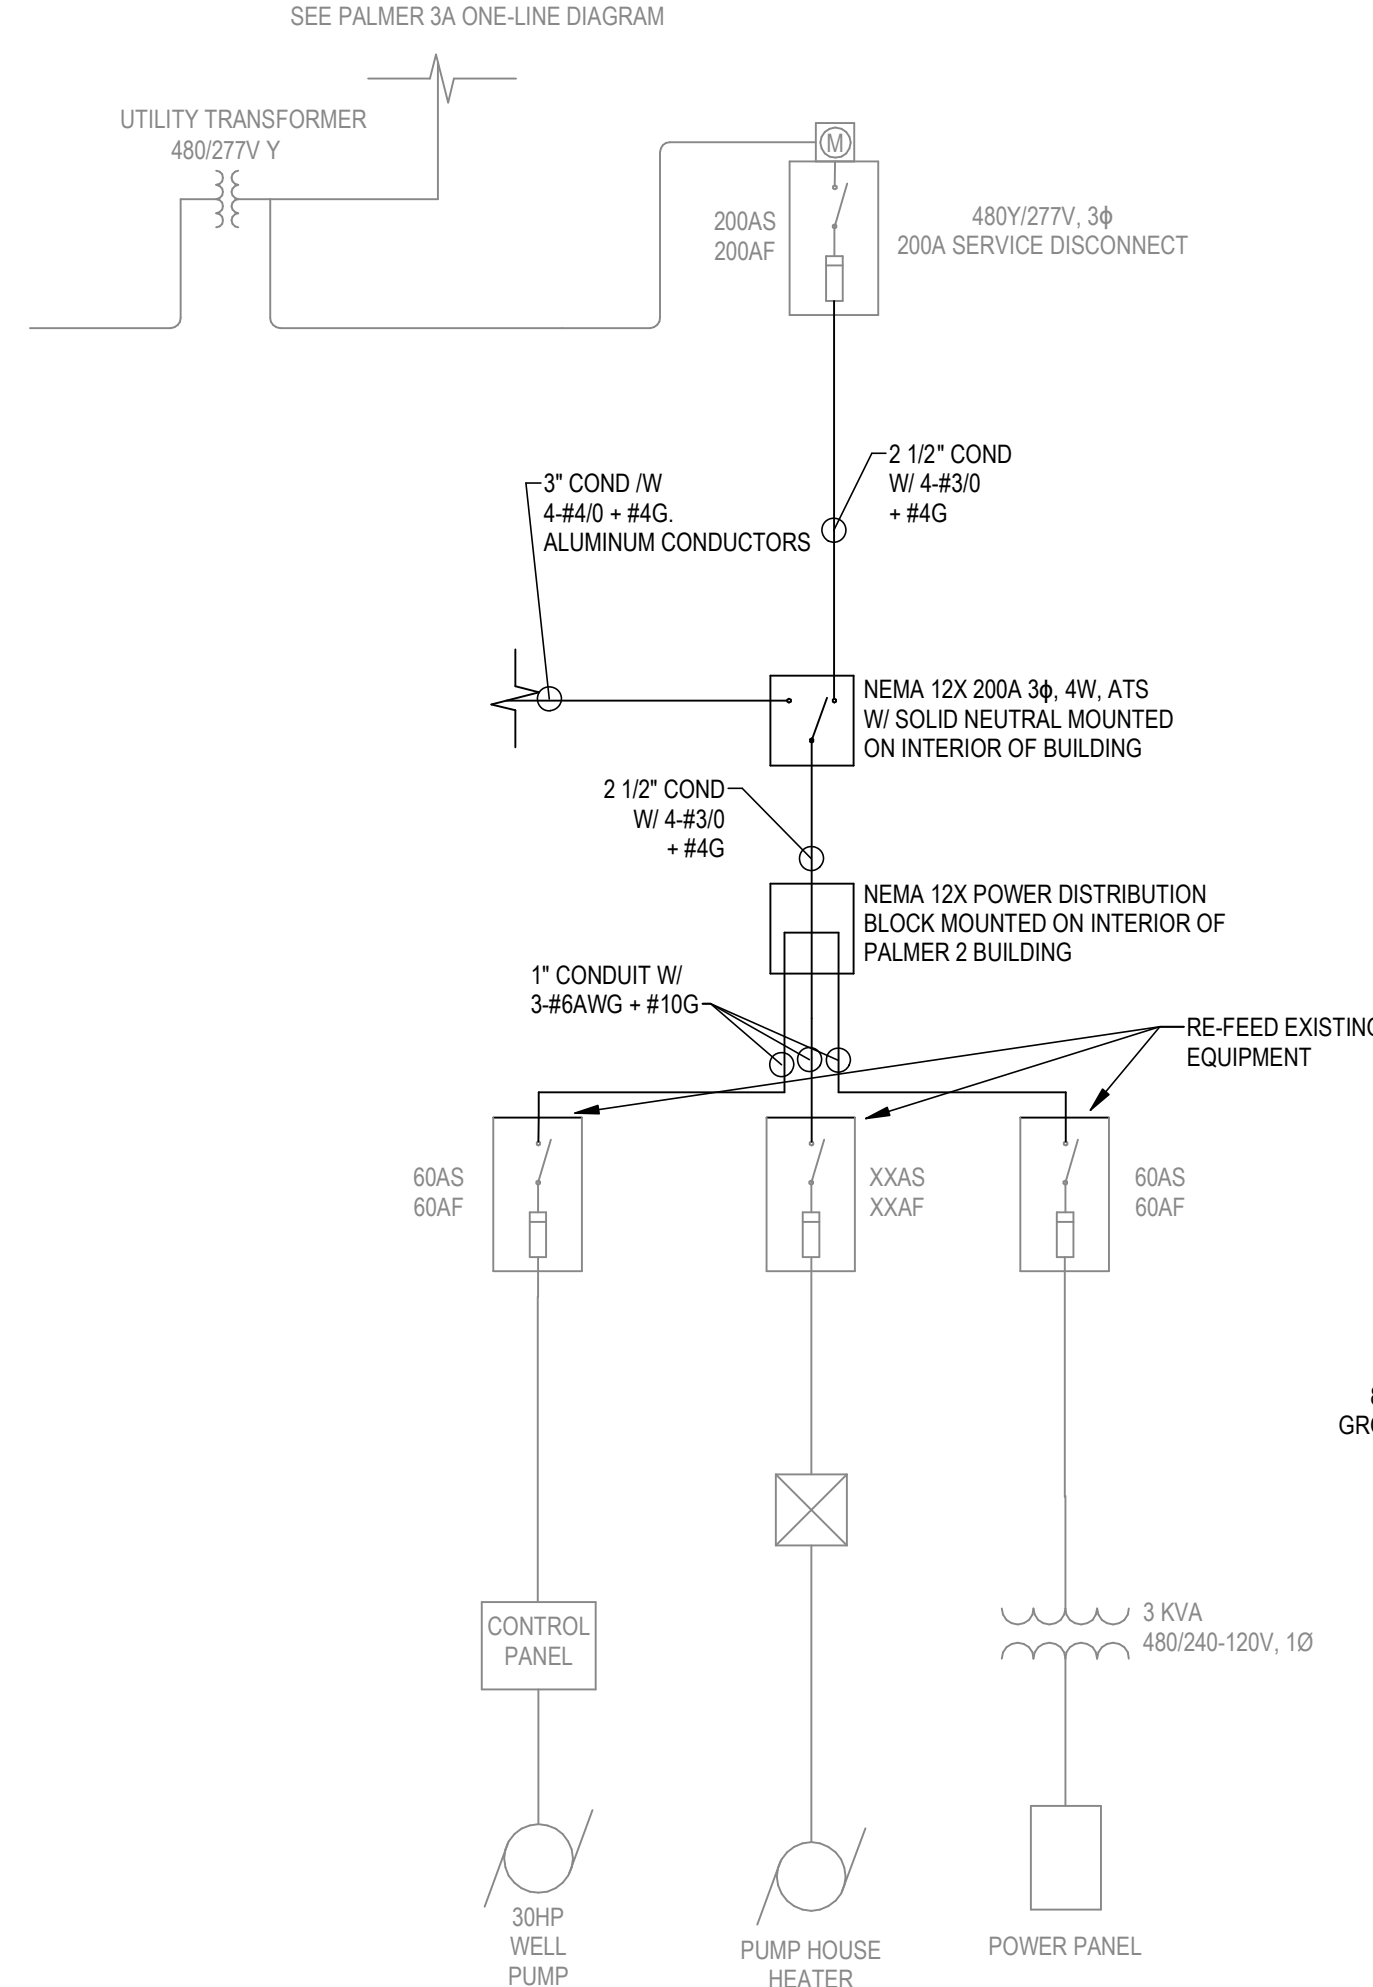 SEE PALMER 3A ONE-LINE DIAGRAM
UTILITY TRANSFORMER
480/277V Y
M
200AS
200AF
480Y/277V, 3ϕ
200A SERVICE DISCONNECT
2 1/2" COND
W/ 4-#3/0
+ #4G
3" COND /W
4-#4/0 + #4G.
ALUMINUM CONDUCTORS
NEMA 12X 200A 3ϕ, 4W, ATS
W/ SOLID NEUTRAL MOUNTED
ON INTERIOR OF BUILDING
2 1/2" COND
W/ 4-#3/0
+ #4G
NEMA 12X POWER DISTRIBUTION
BLOCK MOUNTED ON INTERIOR OF
PALMER 2 BUILDING
1" CONDUIT W/
3-#6AWG + #10G
RE-FEED EXISTING
EQUIPMENT
60AS
60AF
XXAS
XXAF
60AS
60AF
GRO
CONTROL
PANEL
3 KVA
480/240-120V, 1Ø
30HP
WELL
PUMP
PUMP HOUSE
HEATER
POWER PANEL